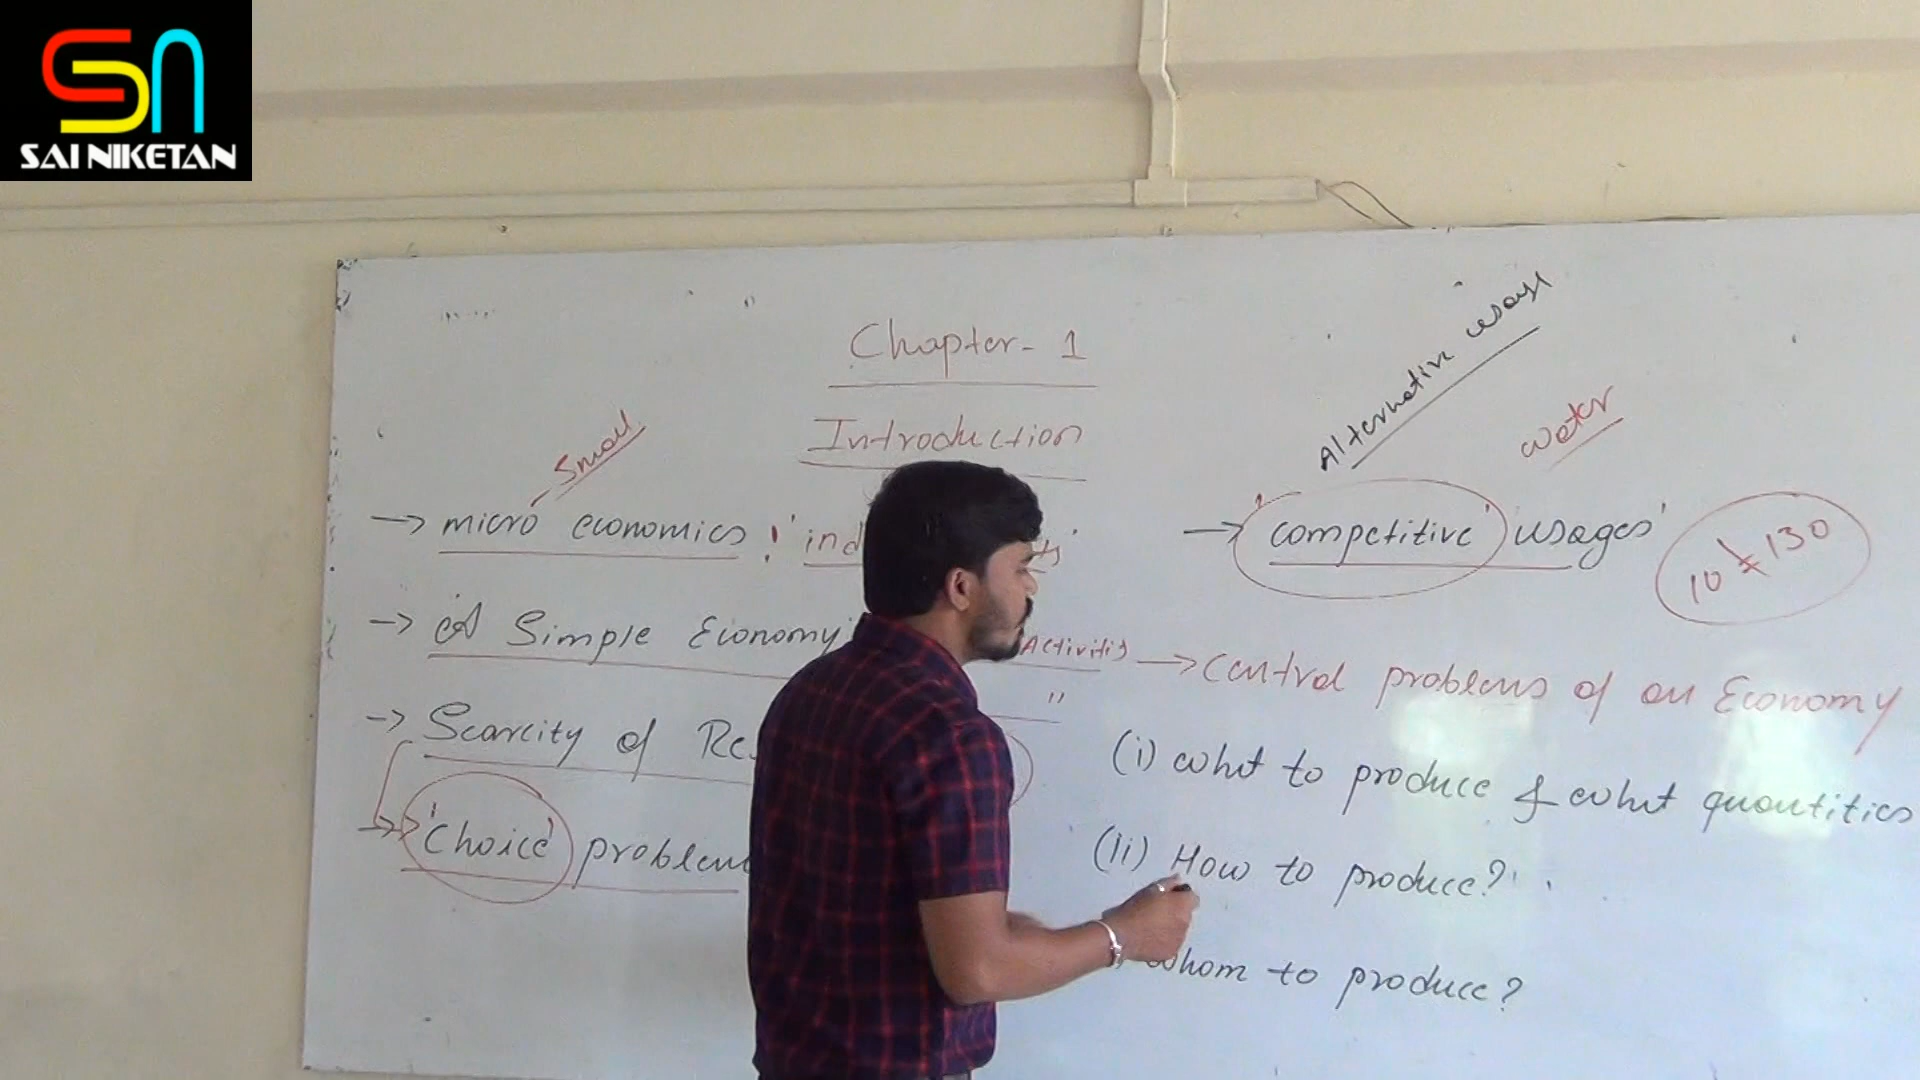 SAI NIKETAN
Chapter-1
Introduction
Small
→ micro economics : 'ind
→ A Simple Economy
Activities
"
→ Scarcity of Re
→ 'Choice' problem
Alternative usage
water
→ 'competitive' usages'
10 130
→ Central problems of an Economy
(i) what to produce & what quantities
(ii) How to produce?
whom to produce?